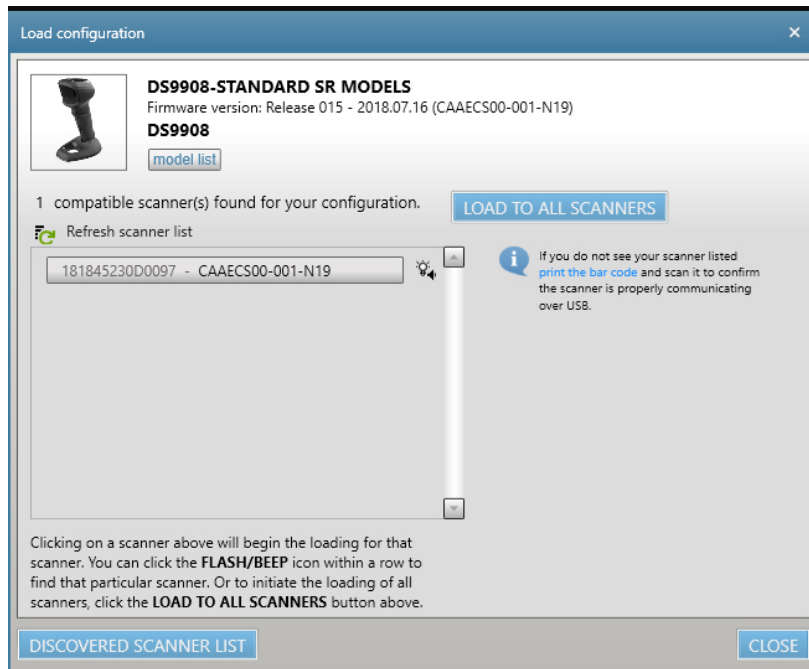 Load configuration
DS9908-STANDARD SR MODELS
Firmware version: Release 015 - 2018.07.16 (CAAECS00-001-N19)
DS9908
model list
1 compatible scanner(s) found for your configuration.
LOAD TO ALL SCANNERS
Refresh scanner list
181845230D0097 - CAAECS00-001-N19
If you do not see your scanner listed
print the bar code and scan it to confirm
the scanner is properly communicating
over USB.
Clicking on a scanner above will begin the loading for that
scanner. You can click the FLASH/BEEP icon within a row to
find that particular scanner. Or to initiate the loading of all
scanners, click the LOAD TO ALL SCANNERS button above.
DISCOVERED SCANNER LIST
CLOSE